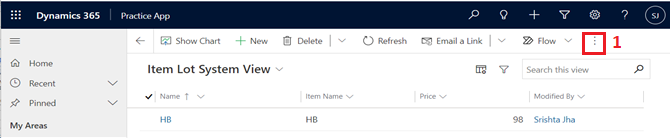 Dynamics 365 Practice App SJ
Show Chart New Delete Refresh Email a Link Flow 1
Home
Recent
Pinned
My Areas
Item Lot System View Search this view
Name Item Name Price Modified By
HB HB 98 Srishta Jha